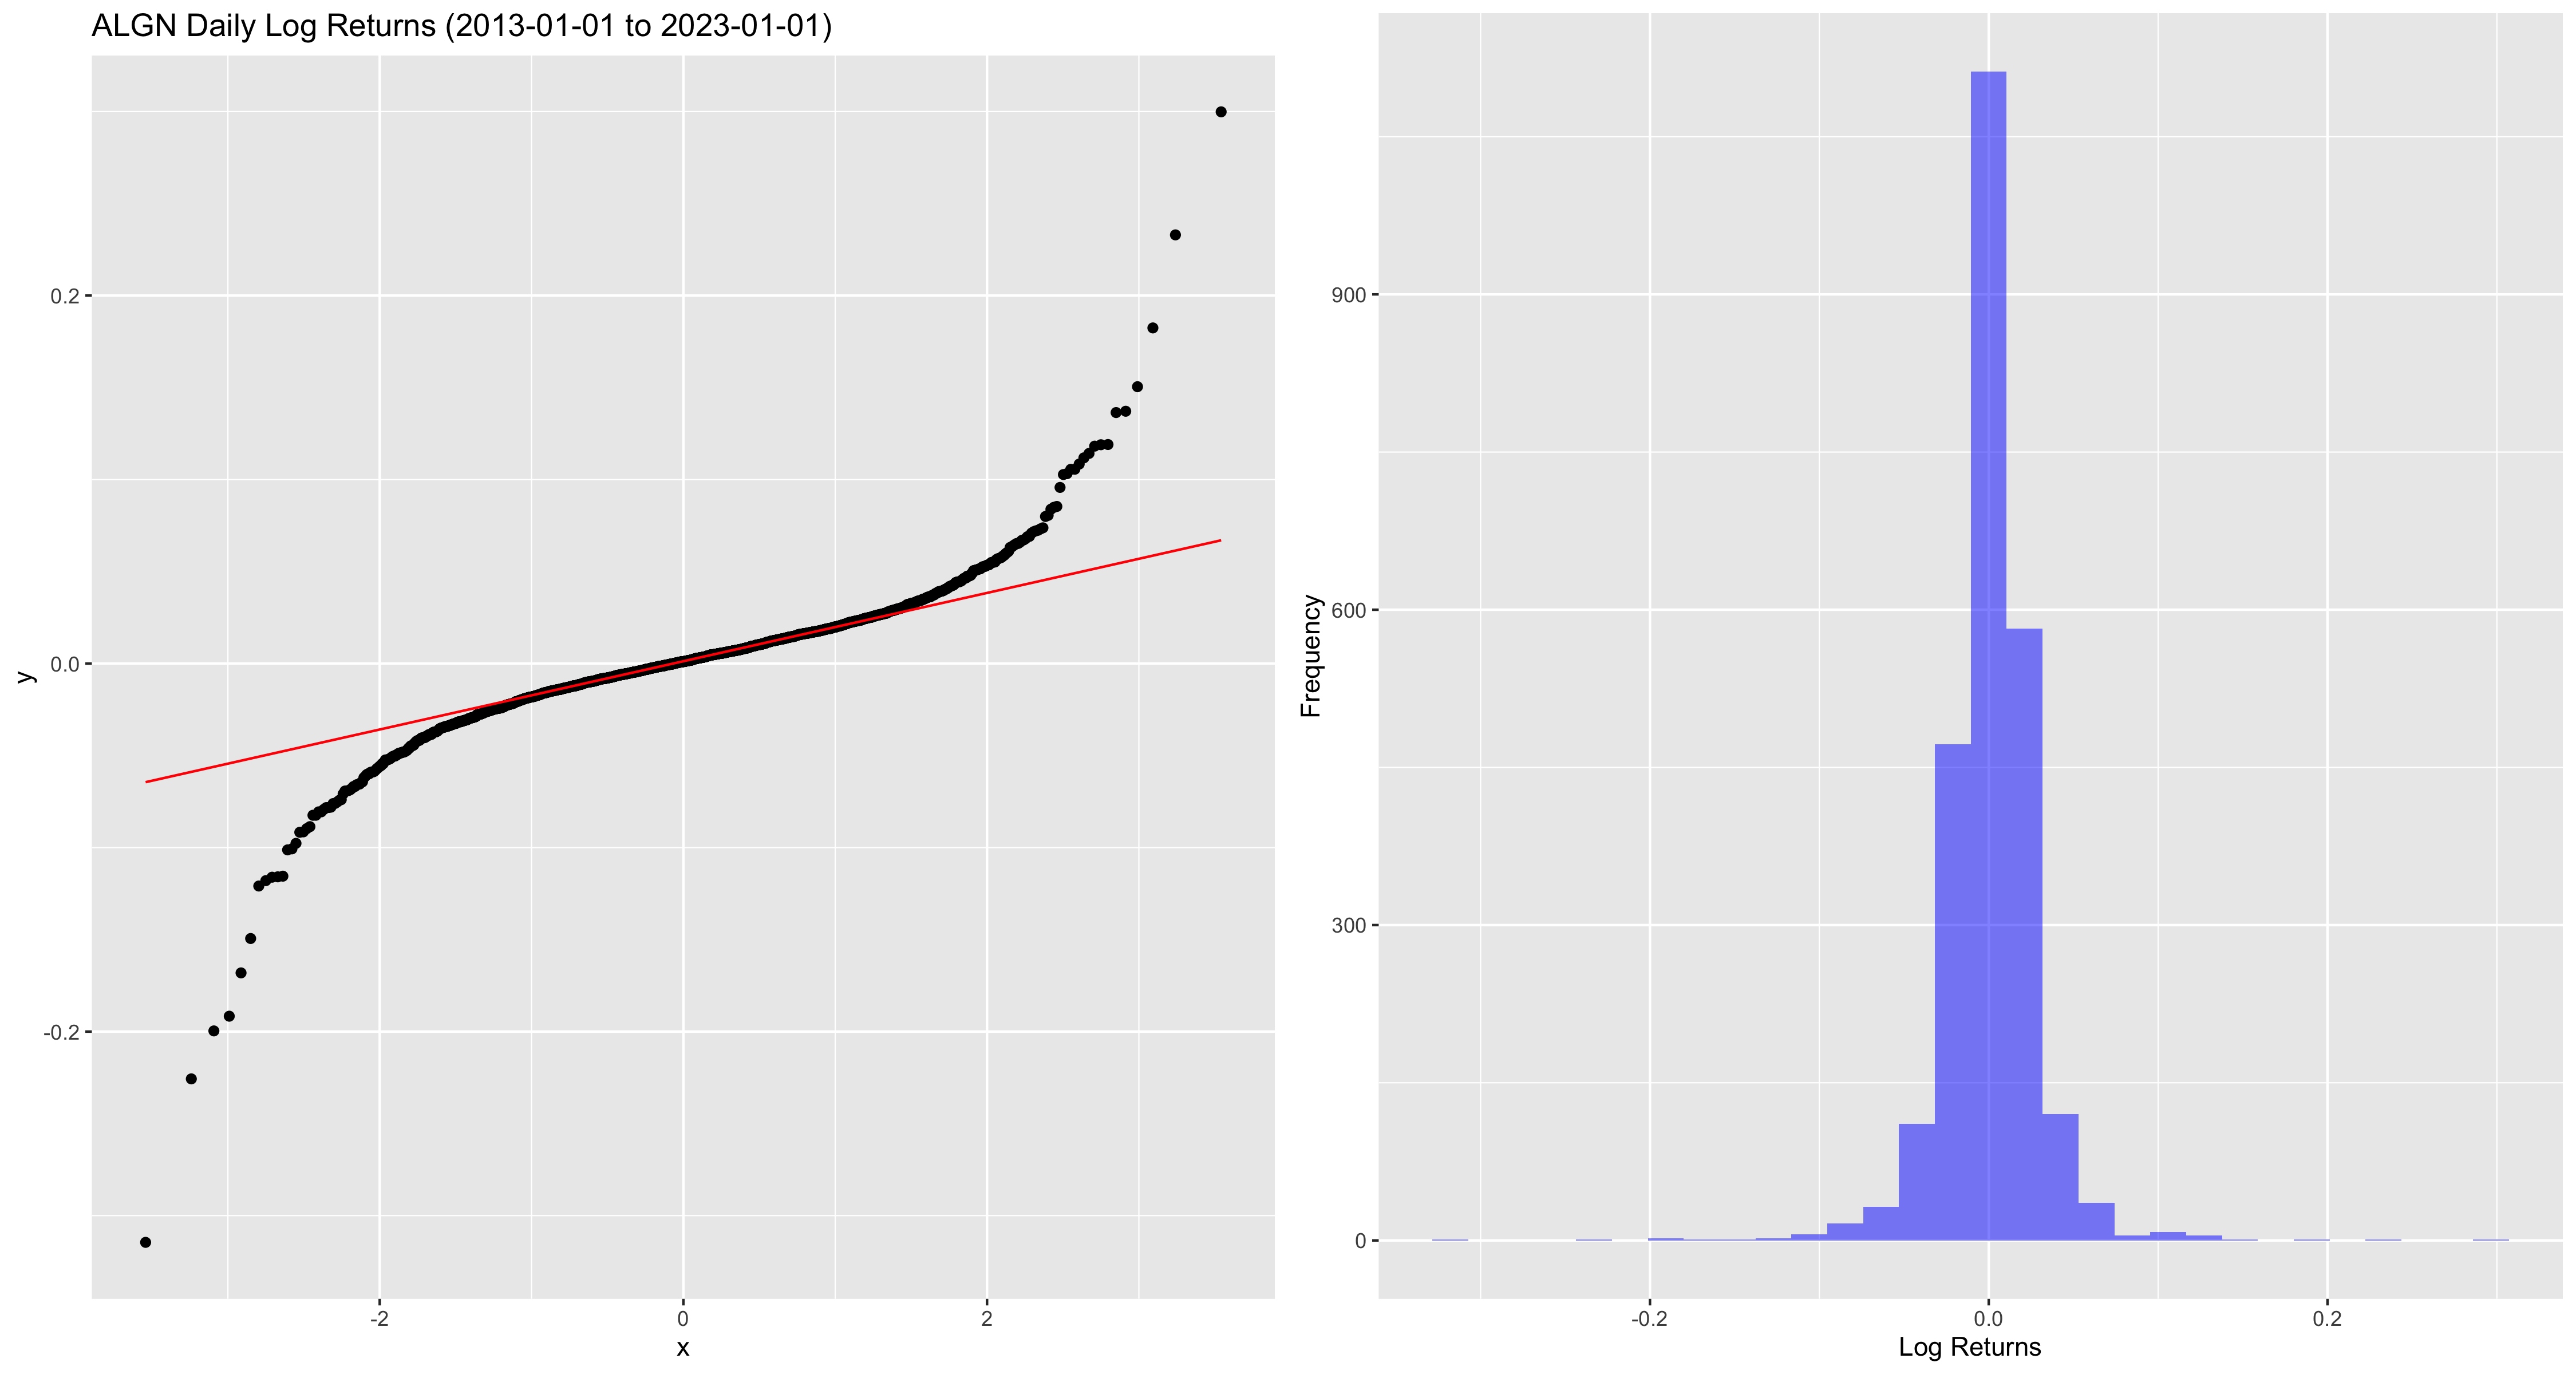 ALGN Daily Log Returns (2013-01-01 to 2023-01-01)
0.2
0.0
-0.2
y
-2
0
2
x
900
600
300
0
Frequency
-0.2
0.0
0.2
Log Returns